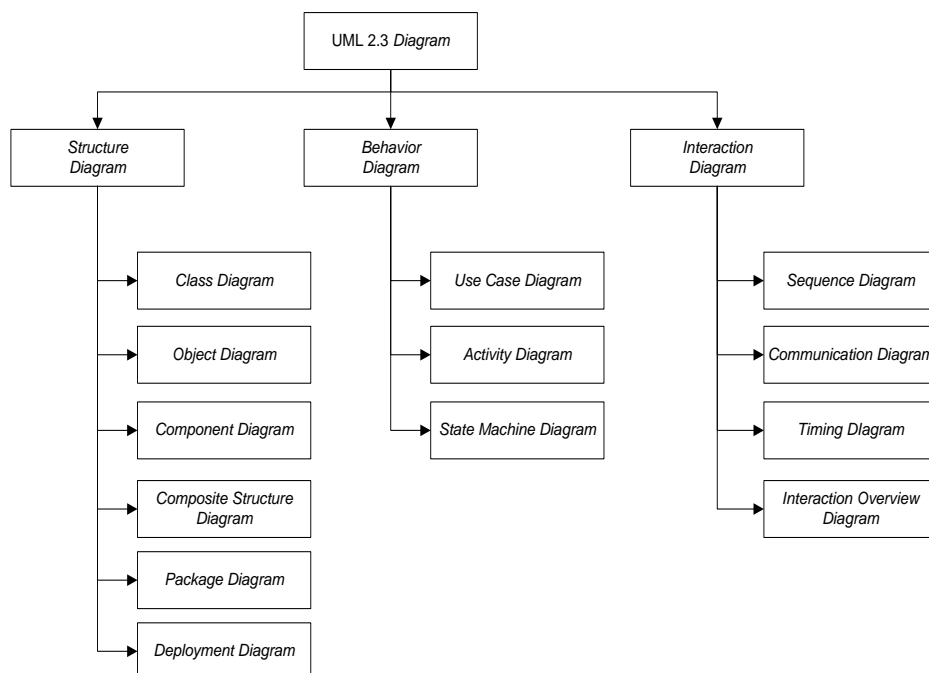 UML 2.3 Diagram
Structure
Diagram
Behavior
Diagram
Interaction
Diagram
Class Diagram
Object Diagram
Component Diagram
Composite Structure
Diagram
Package Diagram
Deployment Diagram
Use Case Diagram
Activity Diagram
State Machine Diagram
Sequence Diagram
Communication Diagram
Timing DIagram
Interaction Overview
Diagram